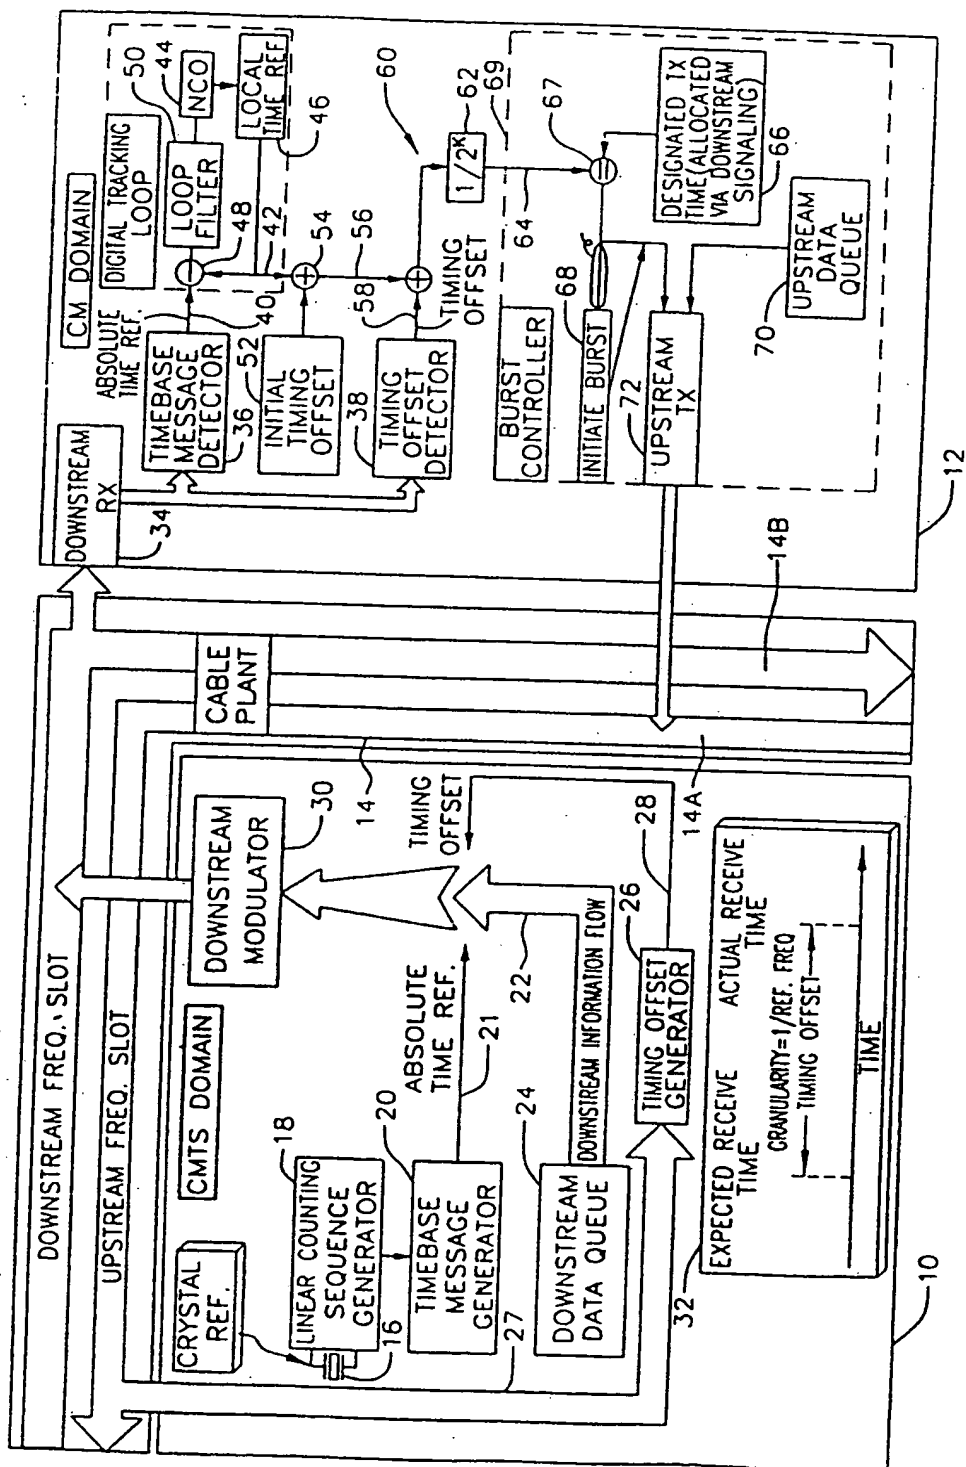 DOWNSTREAM FREQ. SLOT
UPSTREAM FREQ. SLOT
CRYSTAL
REF.
CMTS DOMAIN
16
18
LINEAR COUNTING
SEQUENCE
GENERATOR
20
TIMEBASE
MESSAGE
GENERATOR
ABSOLUTE
TIME REF.
21
24
DOWNSTREAM
DATA QUEUE
DOWNSTREAM INFORMATION FLOW
22
27
DOWNSTREAM
MODULATOR
30
TIMING
OFFSET
26
TIMING OFFSET
GENERATOR
28
32
EXPECTED RECEIVE
TIME
ACTUAL RECEIVE
TIME
GRANULARITY=1/REF. FREQ
TIMING OFFSET
TIME
10
CABLE
PLANT
14
14A
14B
DOWNSTREAM
RX
34
CM DOMAIN
DIGITAL TRACKING
LOOP
ABSOLUTE
TIME REF.
TIMEBASE
MESSAGE
DETECTOR
36
40
48
LOOP
FILTER
50
NCO
44
LOCAL
TIME REF
46
42
52
INITIAL
TIMING
OFFSET
54
56
38
TIMING
OFFSET
DETECTOR
58
TIMING
OFFSET
60
1/2K
62
64
69
BURST
CONTROLLER
67
68
INITIATE BURST
DESIGNATED TX
TIME(ALLOCATED
VIA DOWNSTREAM
SIGNALING)
66
72
UPSTREAM
TX
70
UPSTREAM
DATA
QUEUE
12